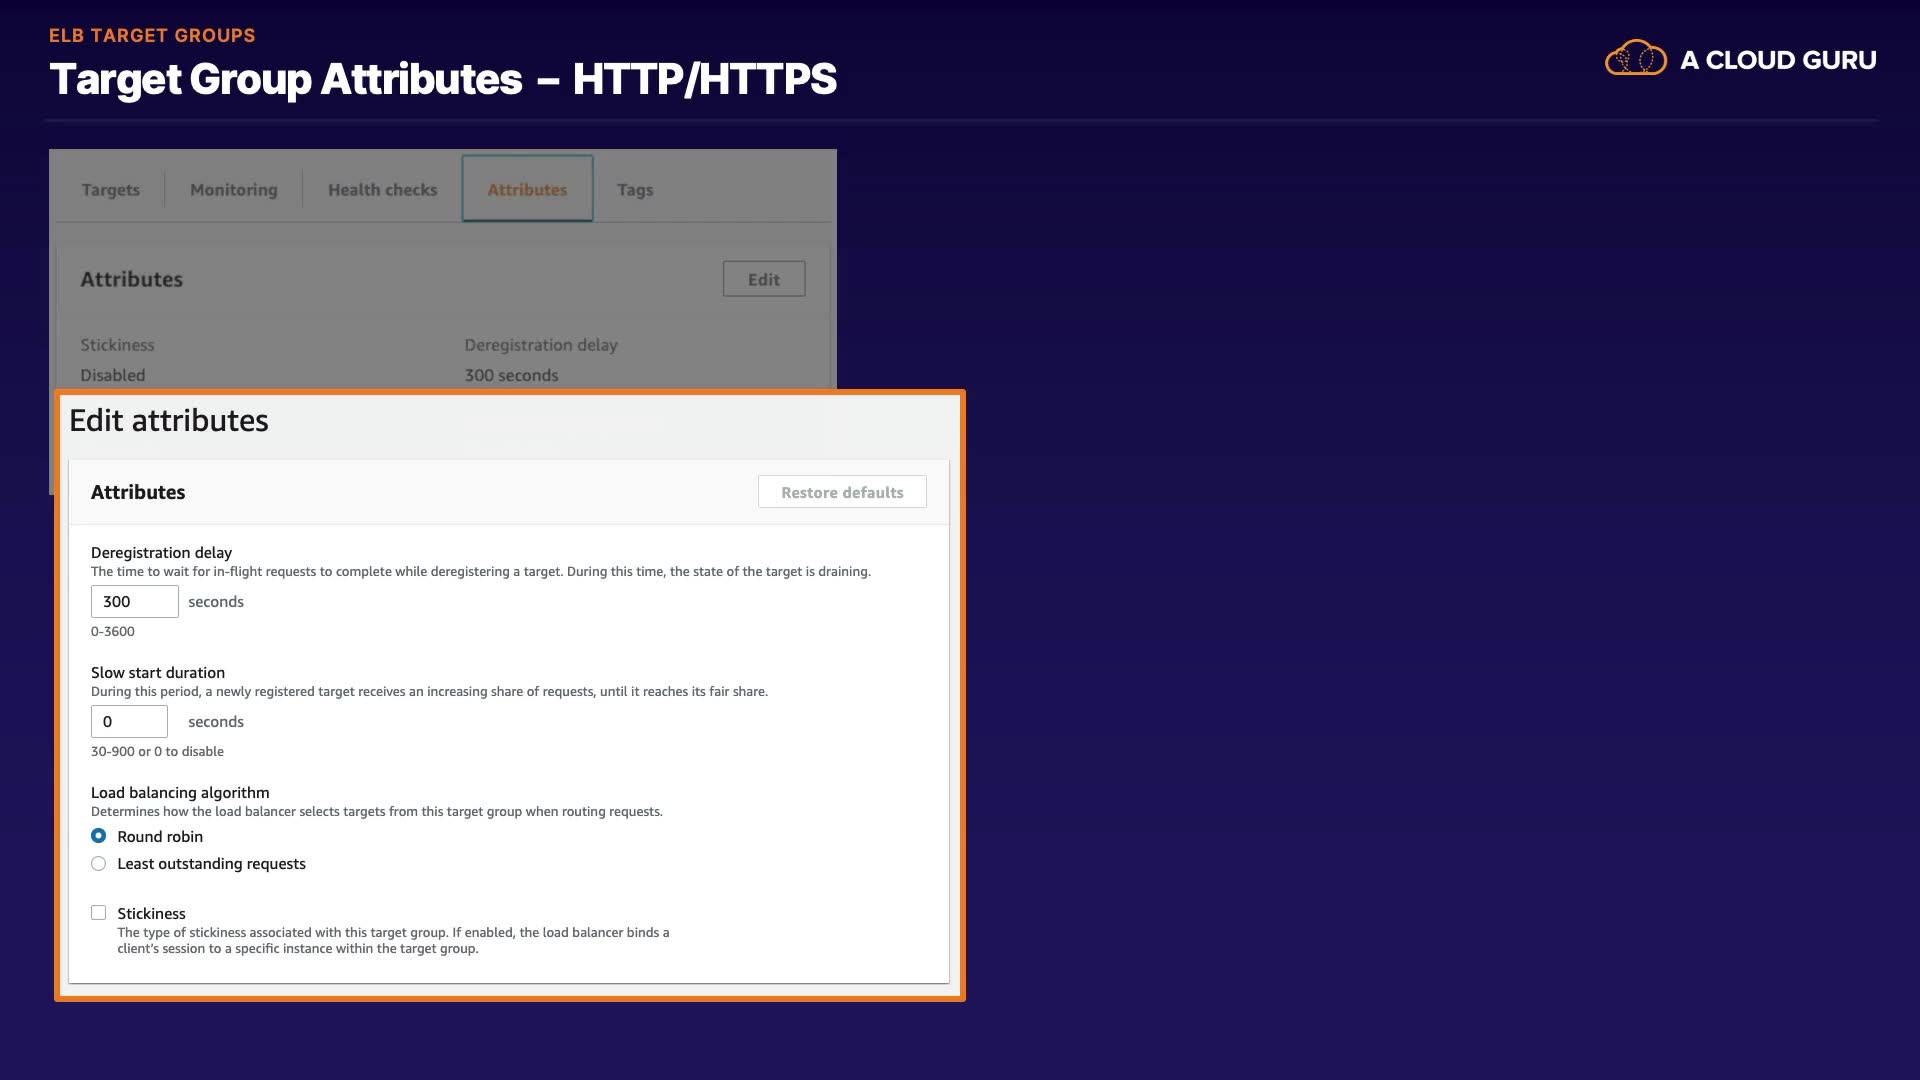 ELB TARGET GROUPS
Target Group Attributes – HTTP/HTTPS
A CLOUD GURU
Targets
Monitoring
Health checks
Attributes
Tags
Attributes
Edit
Stickiness
Deregistration delay
Disabled
300 seconds
Edit attributes
Attributes
Restore defaults
Deregistration delay
The time to wait for in-flight requests to complete while deregistering a target. During this time, the state of the target is draining.
300 seconds
0-3600
Slow start duration
During this period, a newly registered target receives an increasing share of requests, until it reaches its fair share.
0 seconds
30-900 or 0 to disable
Load balancing algorithm
Determines how the load balancer selects targets from this target group when routing requests.
Round robin
Least outstanding requests
Stickiness
The type of stickiness associated with this target group. If enabled, the load balancer binds a
client's session to a specific instance within the target group.